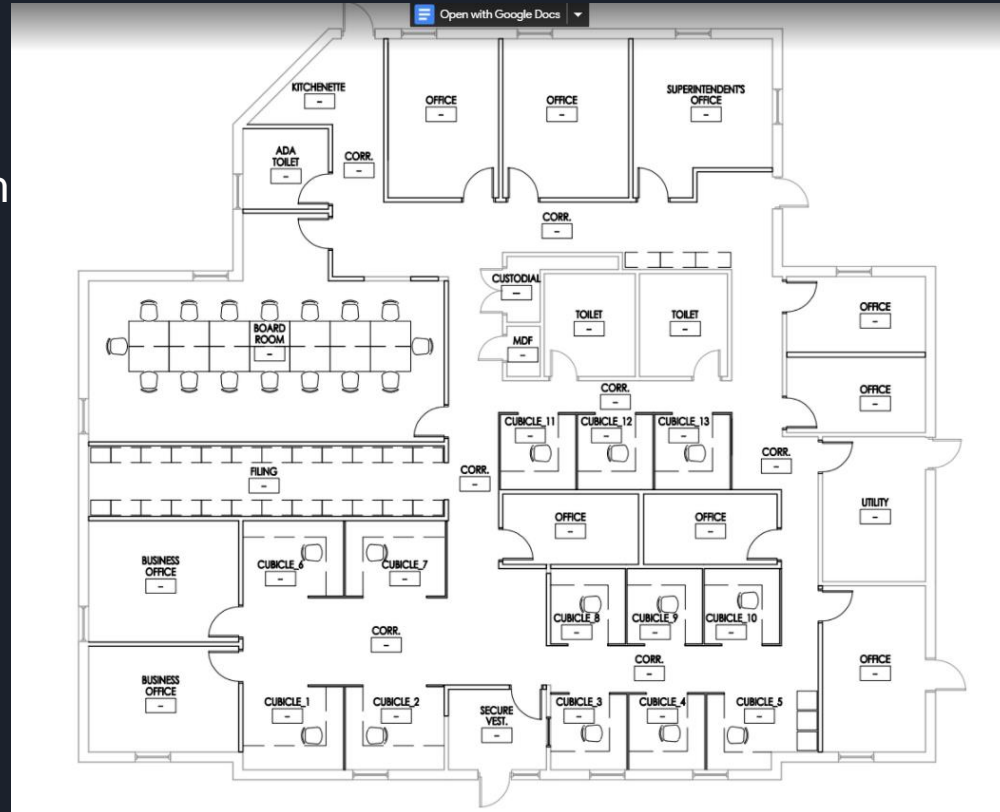 Open with Google Docs
n
KITCHENETTE
-
OFFICE
-
OFFICE
-
SUPERINTENDENT'S
OFFICE
-
ADA
TOILET
-
CORR.
-
CORR.
-
CUSTODIAL
-
TOILET
-
TOILET
-
OFFICE
-
BOARD
ROOM
-
MDF
-
CORR.
-
OFFICE
-
CUBICLE_11
-
CUBICLE_12
-
CUBICLE_13
-
CORR.
-
FILING
-
CORR.
-
OFFICE
-
OFFICE
-
UTILITY
-
BUSINESS
OFFICE
-
CUBICLE_6
-
CUBICLE_7
-
CUBICLE_8
-
CUBICLE_9
-
CUBICLE_10
-
CORR.
-
CORR.
-
OFFICE
-
BUSINESS
OFFICE
-
CUBICLE_1
-
CUBICLE_2
-
SECURE
VEST.
-
CUBICLE_3
-
CUBICLE_4
-
CUBICLE_5
-